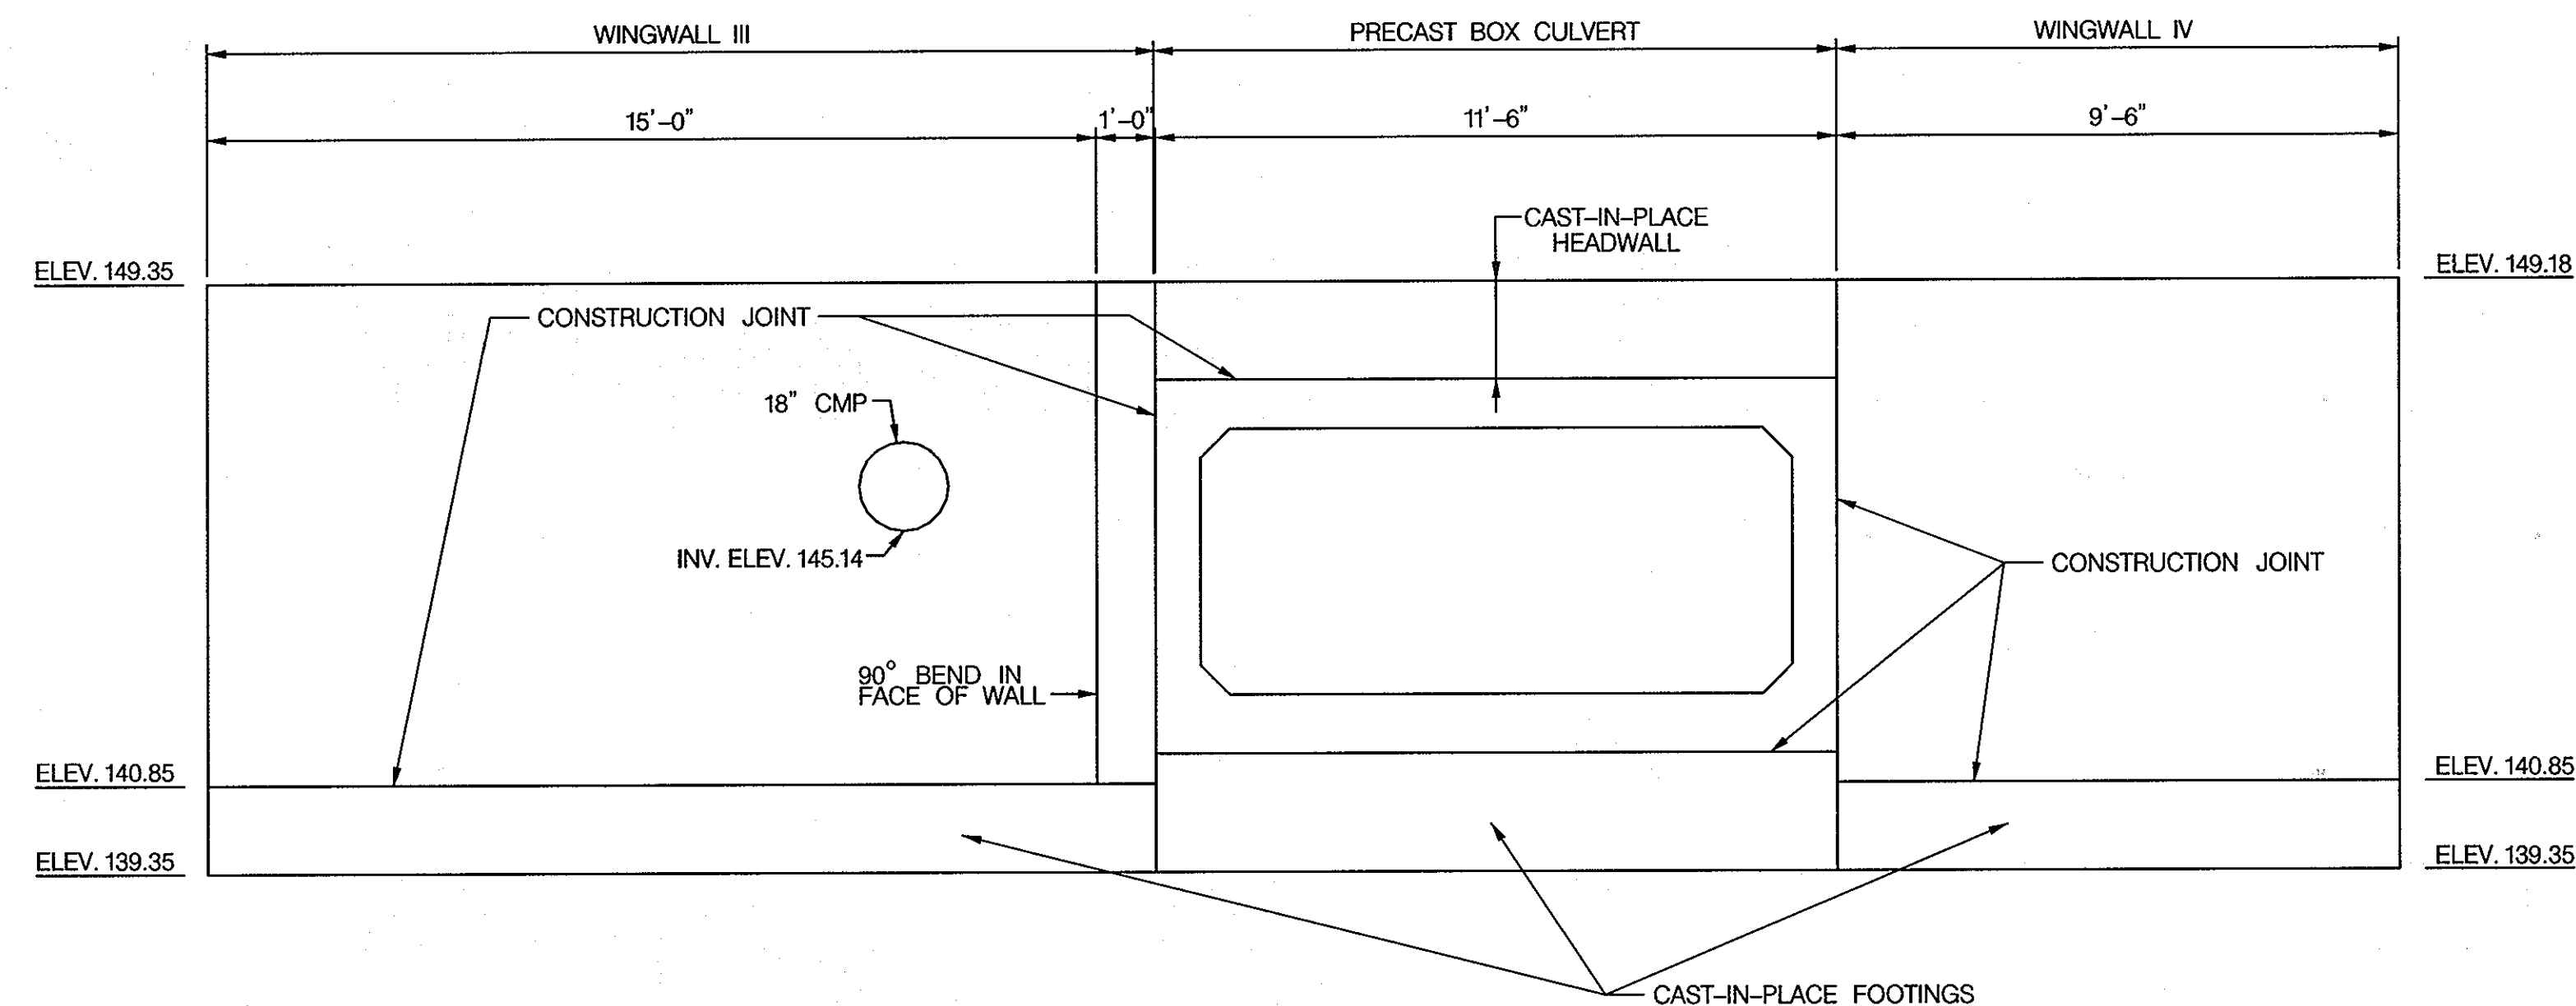 WINGWALL III
PRECAST BOX CULVERT
WINGWALL IV
15'-0"
1'-0"
11'-6"
9'-6"
CAST-IN-PLACE
HEADWALL
ELEV. 149.35
ELEV. 149.18
CONSTRUCTION JOINT
18" CMP
INV. ELEV. 145.14
CONSTRUCTION JOINT
90° BEND IN
FACE OF WALL
ELEV. 140.85
ELEV. 140.85
ELEV. 139.35
ELEV. 139.35
CAST-IN-PLACE FOOTINGS